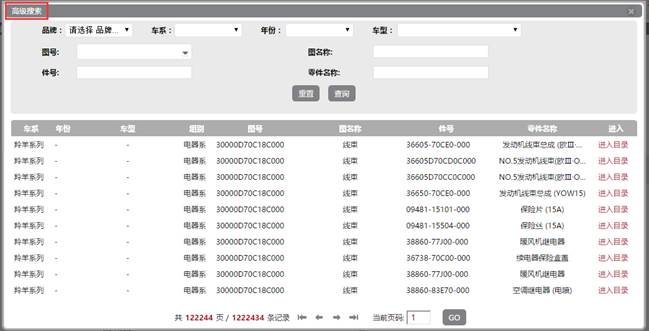 高级搜索
品牌： 请选择 品牌... 车系： 年份： 车型：
图号: 图名称:
件号: 零件名称:
重置 查询
车系 年份 车型 组别 图号 图名称 件号 零件名称 进入
羚羊系列 - - 电器系 30000D70C18C000 线束 36605-70CE0-000 发动机线束总成 (欧Ⅲ-... 进入目录
羚羊系列 - - 电器系 30000D70C18C000 线束 36605D70CD0C000 NO.5发动机线束(欧Ⅲ-O... 进入目录
羚羊系列 - - 电器系 30000D70C18C000 线束 36605D70CC0C000 NO.5发动机线束(欧Ⅲ-O... 进入目录
羚羊系列 - - 电器系 30000D70C18C000 线束 36650-70CE0-000 发动机线束总成 (YOW15) 进入目录
羚羊系列 - - 电器系 30000D70C18C000 线束 09481-15101-000 保险片 (15A) 进入目录
羚羊系列 - - 电器系 30000D70C18C000 线束 09481-15504-000 保险丝 (15A) 进入目录
羚羊系列 - - 电器系 30000D70C18C000 线束 38860-77J00-000 暖风机继电器 进入目录
羚羊系列 - - 电器系 30000D70C18C000 线束 36738-70C00-000 续电器保险盒盖 进入目录
羚羊系列 - - 电器系 30000D70C18C000 线束 38860-77J00-000 暖风机继电器 进入目录
羚羊系列 - - 电器系 30000D70C18C000 线束 38860-83E70-000 空调继电器 (电喷) 进入目录
共 122244 页 / 1222434 条记录 当前页码: 1 GO